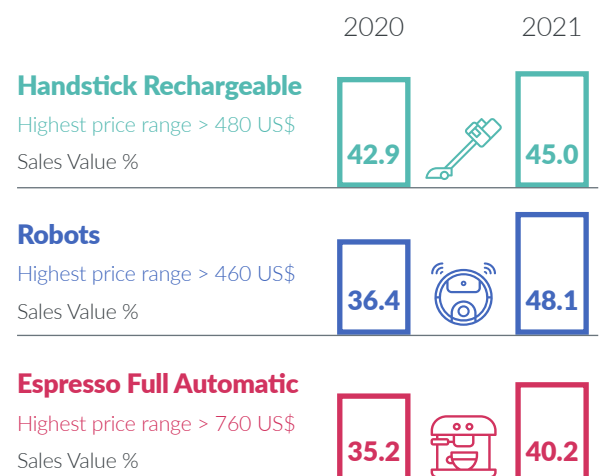 2020 2021
Handstick Rechargeable
Highest price range > 480 US$
Sales Value %
42.9 45.0
Robots
Highest price range > 460 US$
Sales Value %
36.4 48.1
Espresso Full Automatic
Highest price range > 760 US$
Sales Value %
35.2 40.2